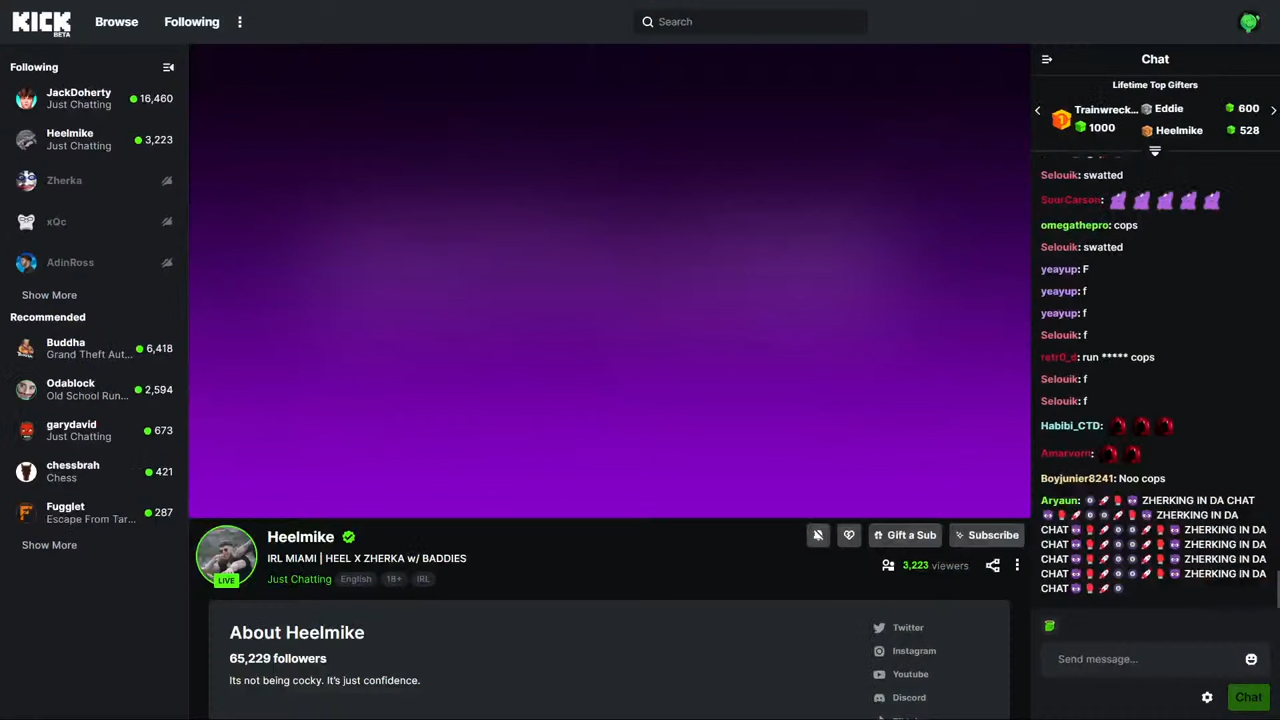 KICK
BETA
Browse
Following
Search
Following
JackDoherty
Just Chatting
16,460
Heelmike
Just Chatting
3,223
Zherka
xQc
AdinRoss
Show More
Recommended
Buddha
Grand Theft Aut...
6,418
Odablock
Old School Run...
2,594
garydavid
Just Chatting
673
chessbrah
Chess
421
Fugglet
Escape From Tar...
287
Show More
Heelmike
IRL MIAMI | HEEL X ZHERKA w/ BADDIES
Just Chatting English 18+ IRL
LIVE
Gift a Sub
Subscribe
3,223 viewers
About Heelmike
65,229 followers
Its not being cocky. It's just confidence.
Twitter
Instagram
Youtube
Discord
Chat
Lifetime Top Gifters
1
Trainwreck...
1000
Eddie 600
Heelmike 528
Selouik: swatted
SourCarson:
omegathepro: cops
Selouik: swatted
yeayup: F
yeayup: f
yeayup: f
Selouik: f
retr0_d: run ***** cops
Selouik: f
Selouik: f
Habibi_CTD:
Amarvorn:
Boyjunier8241: Noo cops
Aryaun: ZHERKING IN DA CHAT
ZHERKING IN DA
CHAT ZHERKING IN DA
CHAT ZHERKING IN DA
CHAT ZHERKING IN DA
CHAT ZHERKING IN DA
CHAT
Send message...
Chat